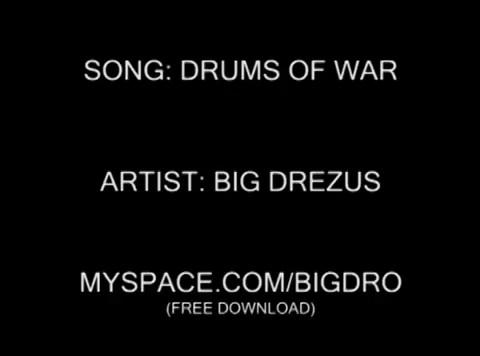 SONG: DRUMS OF WAR
ARTIST: BIG DREZUS
MYSPACE.COM/BIGDRO
(FREE DOWNLOAD)